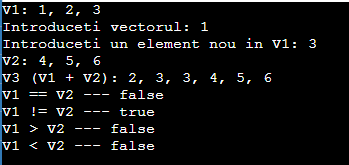 V1: 1, 2, 3
Introduceti vectorul: 1
Introduceti un element nou in V1: 3
V2: 4, 5, 6
V3 (V1 + V2): 2, 3, 3, 4, 5, 6
V1 == V2 --- false
V1 != V2 --- true
V1 > V2 --- false
V1 < V2 --- false